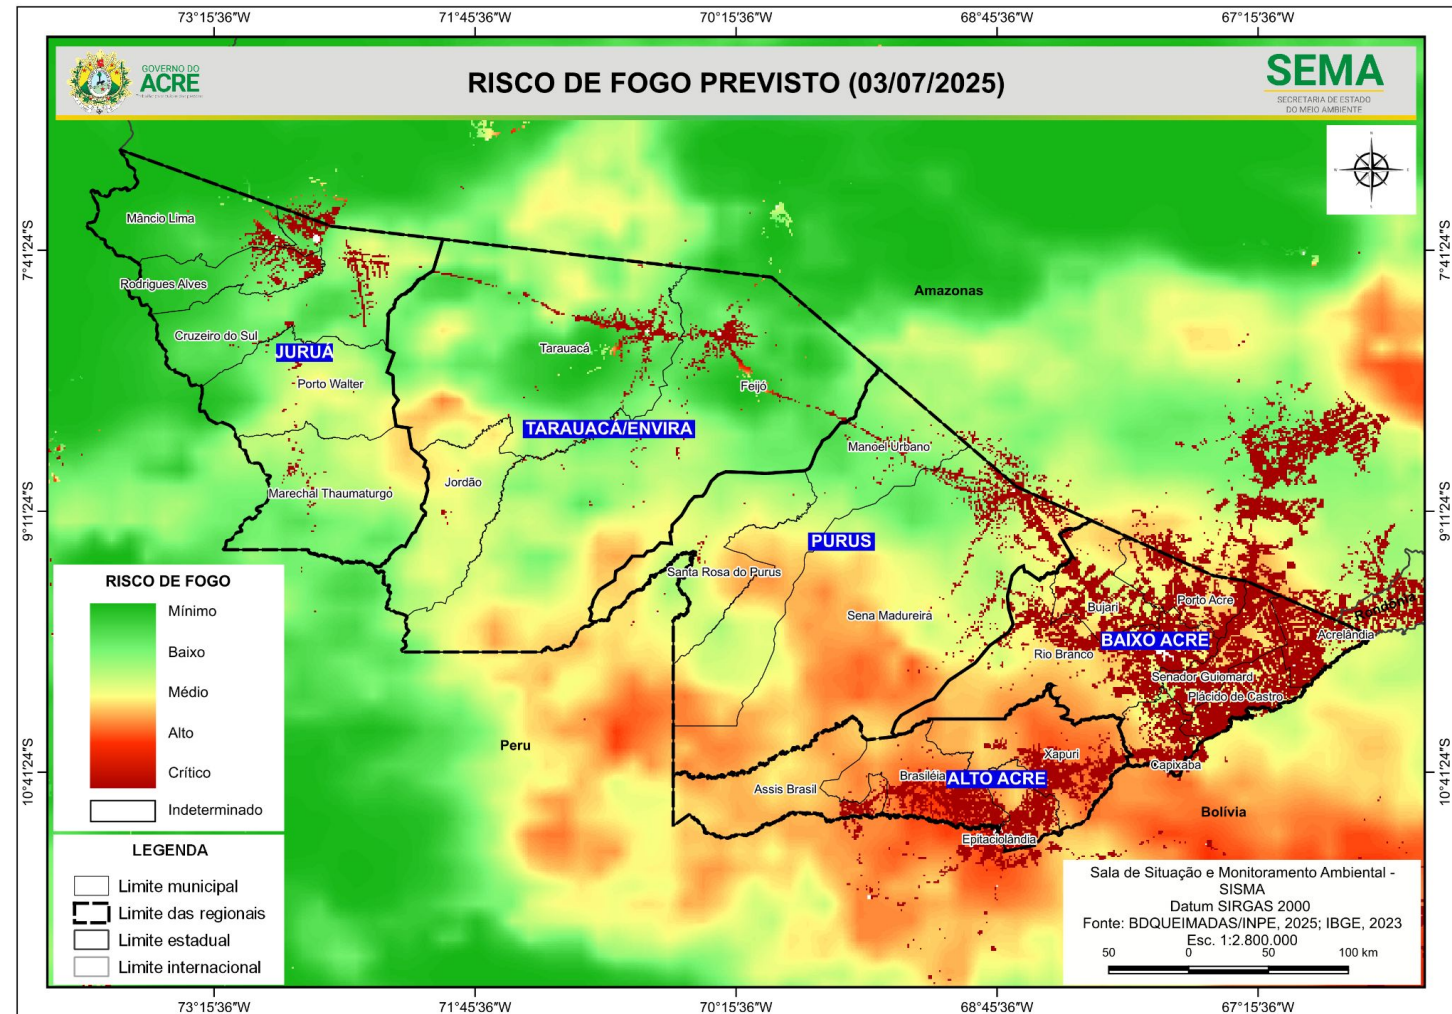 73°15'36"W
71°45'36"W
70°15'36"W
68°45'36"W
67°15'36"W
GOVERNO DO
ACRE
RISCO DE FOGO PREVISTO (03/07/2025)
SEMA
SECRETARIA DE ESTADO
DO MEIO AMBIENTE
N
7°41'24"S
7°41'24"S
9°11'24"S
9°11'24"S
10°41'24"S
10°41'24"S
Mâncio Lima
Rodrigues Alves
Cruzeiro do Sul
JURUÁ
Porto Walter
Marechal Thaumaturgo
Tarauacá
Feijó
TARAUACÁ/ENVIRA
Jordão
Amazonas
Manoel Urbano
PURUS
Santa Rosa do Purus
Sena Madureira
Bujari
Porto Acre
Rondônia
Acrelândia
BAIXO ACRE
Rio Branco
Senador Guiomard
Plácido de Castro
Peru
Xapuri
Capixaba
Brasiléia
ALTO ACRE
Assis Brasil
Epitaciolândia
Bolívia
RISCO DE FOGO
Mínimo
Baixo
Médio
Alto
Crítico
Indeterminado
LEGENDA
Limite municipal
Limite das regionais
Limite estadual
Limite internacional
Sala de Situação e Monitoramento Ambiental -
SISMA
Datum SIRGAS 2000
Fonte: BDQUEIMADAS/INPE, 2025; IBGE, 2023
Esc. 1:2.800.000
50 0 50 100 km
73°15'36"W
71°45'36"W
70°15'36"W
68°45'36"W
67°15'36"W